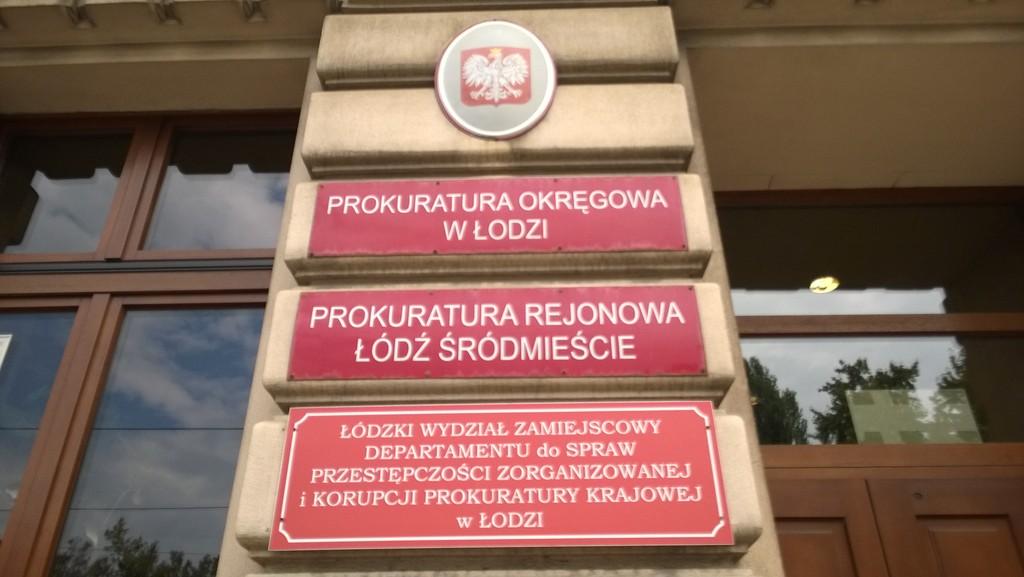 PROKURATURA OKRĘGOWA
W ŁODZI
PROKURATURA REJONOWA
ŁÓDŹ ŚRÓDMIEŚCIE
ŁÓDZKI WYDZIAŁ ZAMIEJSCOWY
DEPARTAMENTU do SPRAW
PRZESTĘPCZOŚCI ZORGANIZOWANEJ
i KORUPCJI PROKURATURY KRAJOWEJ
w ŁODZI